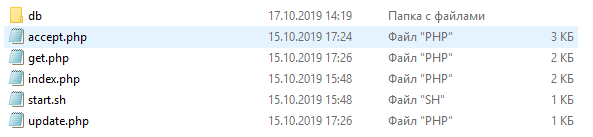 db 17.10.2019 14:19 Папка с файлами
accept.php 15.10.2019 17:24 Файл "PHP" 3 КБ
get.php 15.10.2019 17:26 Файл "PHP" 2 КБ
index.php 15.10.2019 15:48 Файл "PHP" 2 КБ
start.sh 15.10.2019 15:48 Файл "SH" 1 КБ
update.php 15.10.2019 17:26 Файл "PHP" 1 КБ